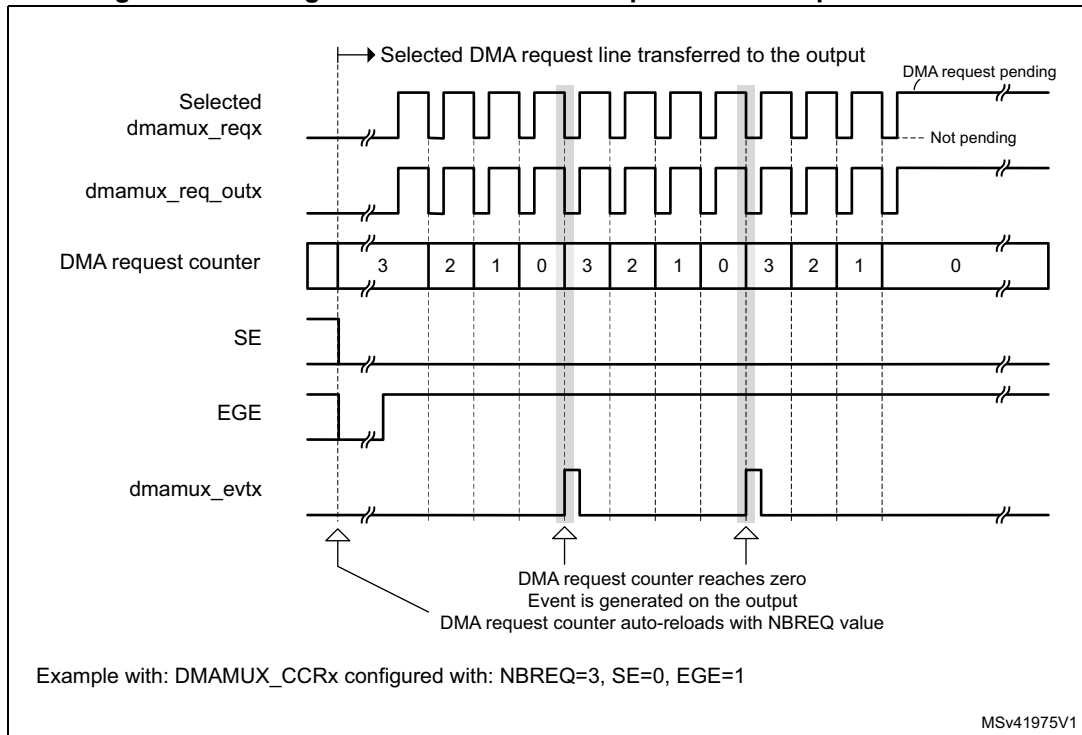 Selected DMA request line transferred to the output
DMA request pending
Selected
dmamux_reqx
Not pending
dmamux_req_outx
DMA request counter
3 2 1 0 3 2 1 0 3 2 1 0
SE
EGE
dmamux_evtx
DMA request counter reaches zero
Event is generated on the output
DMA request counter auto-reloads with NBREQ value
Example with: DMAMUX_CCRx configured with: NBREQ=3, SE=0, EGE=1
MSv41975V1